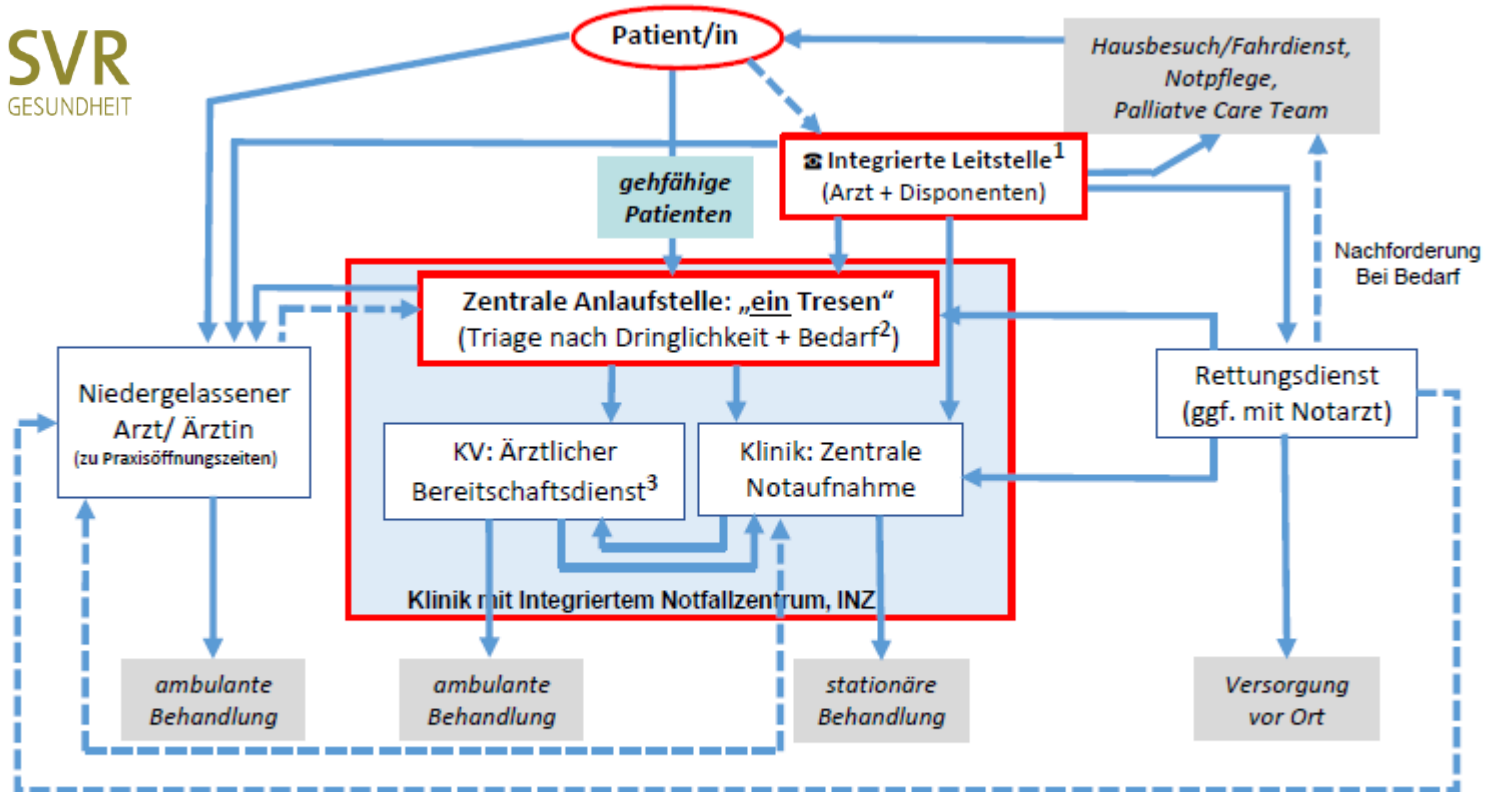 SVR
GESUNDHEIT
Patient/in
Hausbesuch/Fahrdienst,
Notpflege,
Palliatve Care Team
☎ Integrierte Leitstelle1
(Arzt + Disponenten)
gehfähige
Patienten
Nachforderung
Bei Bedarf
Zentrale Anlaufstelle: „ein Tresen“
(Triage nach Dringlichkeit + Bedarf2)
Niedergelassener
Arzt/ Ärztin
(zu Praxisöffnungszeiten)
Rettungsdienst
(ggf. mit Notarzt)
KV: Ärztlicher
Bereitschaftsdienst3
Klinik: Zentrale
Notaufnahme
Klinik mit Integriertem Notfallzentrum, INZ
ambulante
Behandlung
ambulante
Behandlung
stationäre
Behandlung
Versorgung
vor Ort